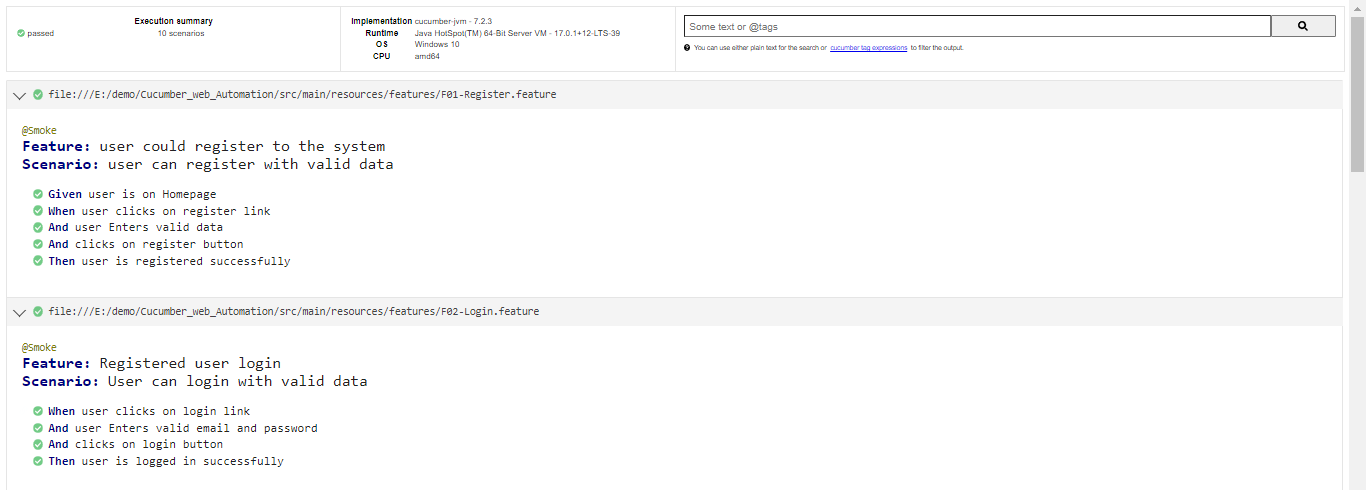 Execution summary
passed
10 scenarios
Implementation cucumber-jvm - 7.2.3
Runtime Java HotSpot(TM) 64-Bit Server VM - 17.0.1+12-LTS-39
OS Windows 10
CPU amd64
Some text or @tags
You can use either plain text for the search or cucumber tag expressions to filter the output.
file:///E:/demo/Cucumber_web_Automation/src/main/resources/features/F01-Register.feature
@Smoke
Feature: user could register to the system
Scenario: user can register with valid data
Given user is on Homepage
When user clicks on register link
And user Enters valid data
And clicks on register button
Then user is registered successfully
file:///E:/demo/Cucumber_web_Automation/src/main/resources/features/F02-Login.feature
@Smoke
Feature: Registered user login
Scenario: User can login with valid data
When user clicks on login link
And user Enters valid email and password
And clicks on login button
Then user is logged in successfully